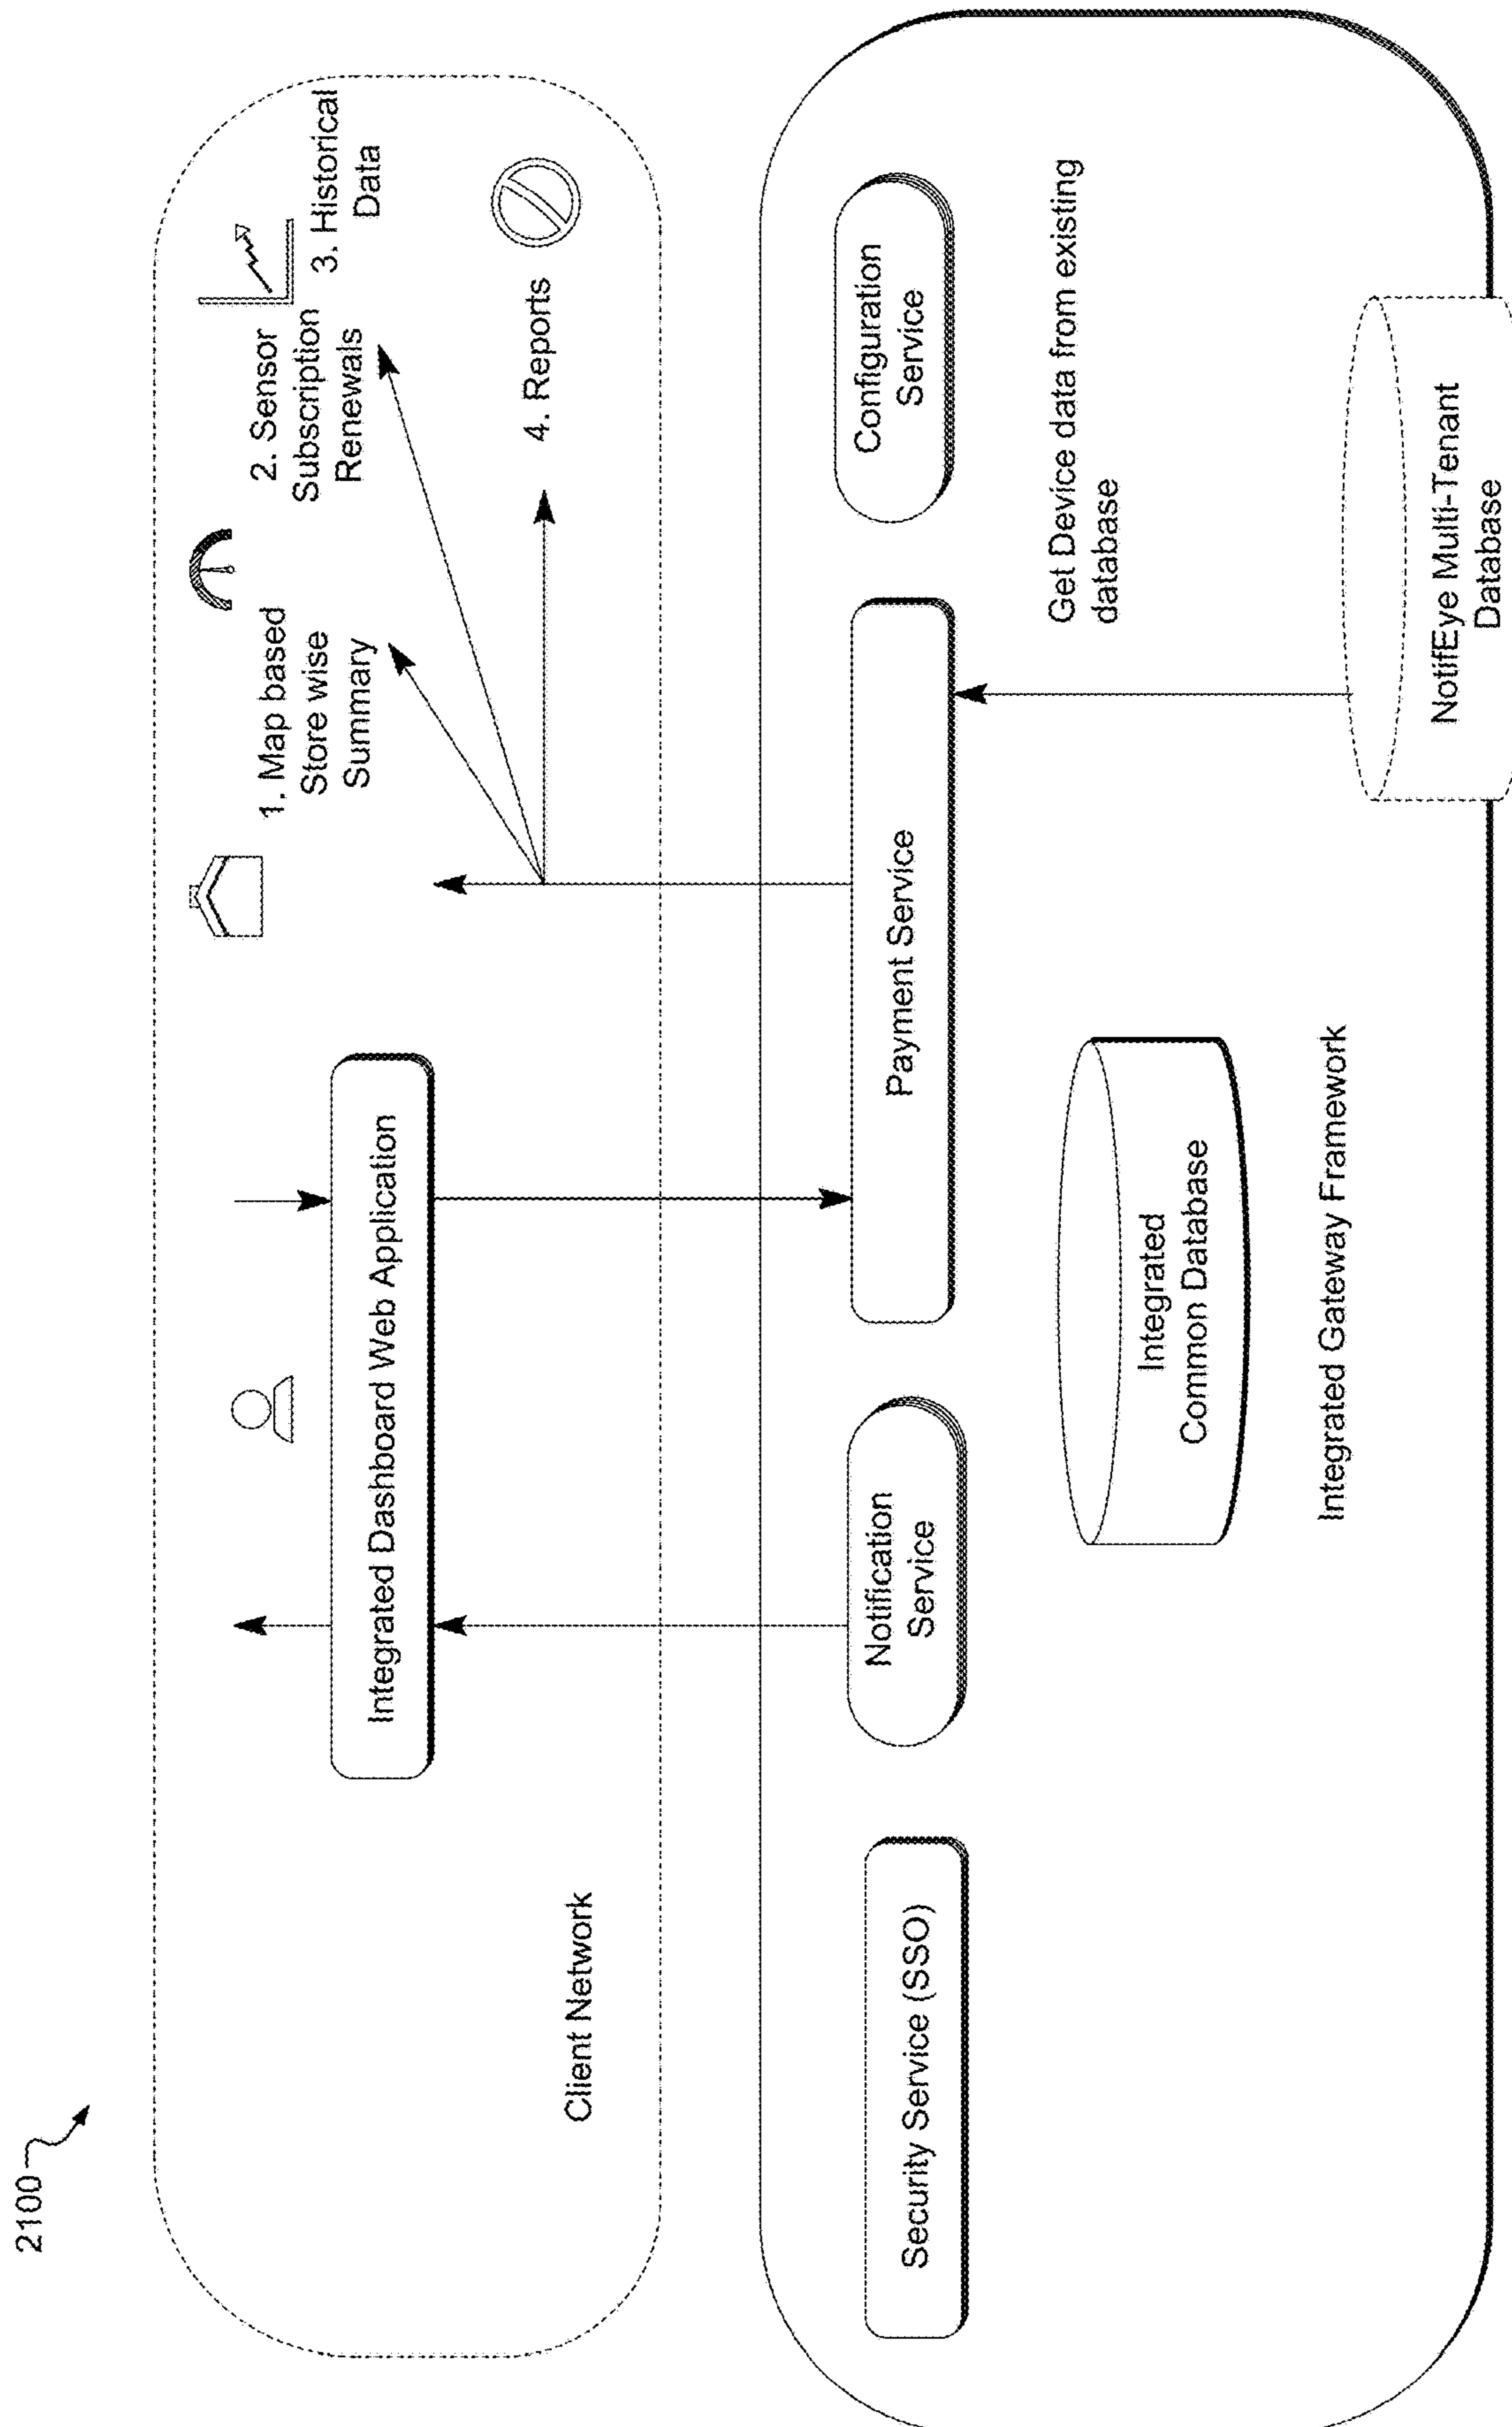 2100
1. Map based
Store wise
Summary
2. Sensor
Subscription
Renewals
3. Historical
Data
4. Reports
Integrated Dashboard Web Application
Client Network
Security Service (SSO)
Notification
Service
Payment Service
Configuration
Service
Get Device data from existing
database
Integrated
Common Database
Integrated Gateway Framework
NotifEye Multi-Tenant
Database